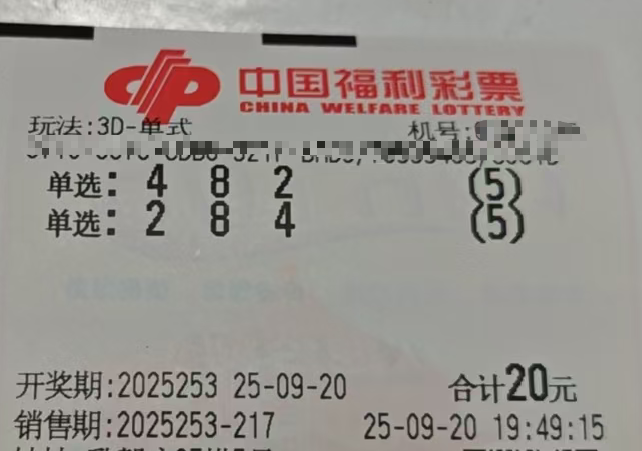 中国福利彩票
CHINA WELFARE LOTTERY
玩法:3D-单式 机号:
单选: 4 8 2 (5)
单选: 2 8 4 (5)
开奖期:2025253 25-09-20 合计20元
销售期:2025253-217 25-09-20 19:49:15